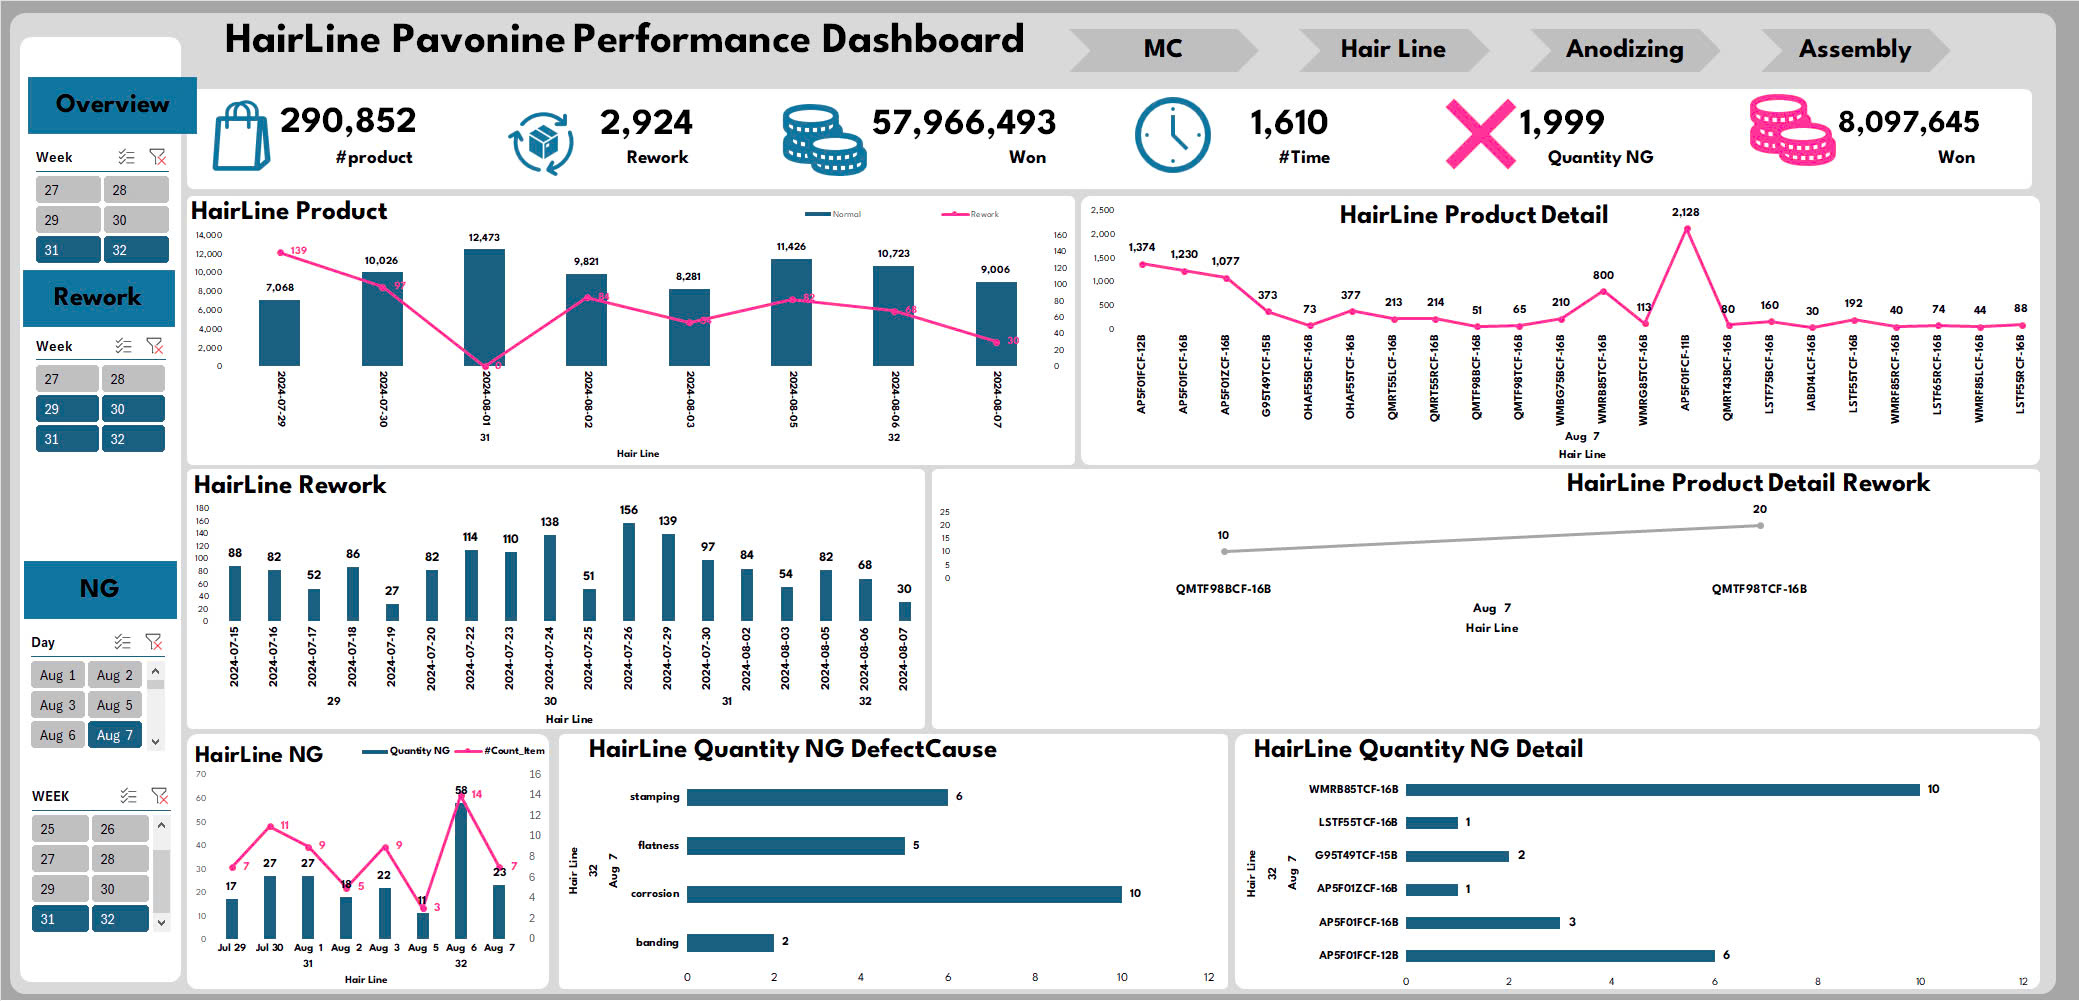 HairLine Pavonine Performance Dashboard
MC
Hair Line
Anodizing
Assembly
Overview
290,852
#product
2,924
Rework
57,966,493
Won
1,610
#Time
1,999
Quantity NG
8,097,645
Won
Week
27 28
29 30
31 32
Rework
Week
27 28
29 30
31 32
NG
Day
Aug 1 Aug 2
Aug 3 Aug 5
Aug 6 Aug 7
WEEK
25 26
27 28
29 30
31 32
HairLine Product
Normal Rework
14,000
12,000
10,000
8,000
6,000
4,000
2,000
0
160
140
120
100
80
60
40
20
0
7,068 10,026 12,473 9,821 8,281 11,426 10,723 9,006
139 97 0 84 54 82 68 30
2024-07-29 2024-07-30 2024-08-01 2024-08-02 2024-08-03 2024-08-05 2024-08-06 2024-08-07
31 32
Hair Line
HairLine Product Detail
2,500
2,000
1,500
1,000
500
0
1,374 1,230 1,077 373 73 377 213 214 51 65 210 800 113 2,128 80 160 30 192 40 74 44 88
AP5F01FCF-12B AP5F01FCF-16B AP5F01ZCF-16B G95T49TCF-15B OHAF55BCF-16B OHAF55TCF-16B QMRT55LCF-16B QMRT55RCF-16B QMTF98BCF-16B QMTF98TCF-16B WMBG75BCF-16B WMRB85TCF-16B WMRG85TCF-16B AP5F01FCF-11B QMRT43BCF-16B LSTF75BCF-16B IABD14LCF-16B LSTF55TCF-16B WMRF85RCF-16B LSTF65RCF-16B WMRF85LCF-16B LSTF55RCF-16B
Aug 7
Hair Line
HairLine Rework
180
160
140
120
100
80
60
40
20
0
88 82 52 86 27 82 114 110 138 51 156 139 97 84 54 82 68 30
2024-07-15 2024-07-16 2024-07-17 2024-07-18 2024-07-19 2024-07-20 2024-07-22 2024-07-23 2024-07-24 2024-07-25 2024-07-26 2024-07-29 2024-07-30 2024-08-02 2024-08-03 2024-08-05 2024-08-06 2024-08-07
29 30 31 32
Hair Line
HairLine Product Detail Rework
25
20
15
10
5
0
10 20
QMTF98BCF-16B QMTF98TCF-16B
Aug 7
Hair Line
HairLine NG
Quantity NG #Count_Item
70
60
50
40
30
20
10
0
16
14
12
10
8
6
4
2
0
17 27 27 18 22 11 58 23
7 11 9 5 9 3 14 7
Jul 29 Jul 30 Aug 1 Aug 2 Aug 3 Aug 5 Aug 6 Aug 7
31 32
Hair Line
HairLine Quantity NG DefectCause
Hair Line
32
Aug 7
stamping 6
flatness 5
corrosion 10
banding 2
0 2 4 6 8 10 12
HairLine Quantity NG Detail
Hair Line
32
Aug 7
WMRB85TCF-16B 10
LSTF55TCF-16B 1
G95T49TCF-15B 2
AP5F01ZCF-16B 1
AP5F01FCF-16B 3
AP5F01FCF-12B 6
0 2 4 6 8 10 12